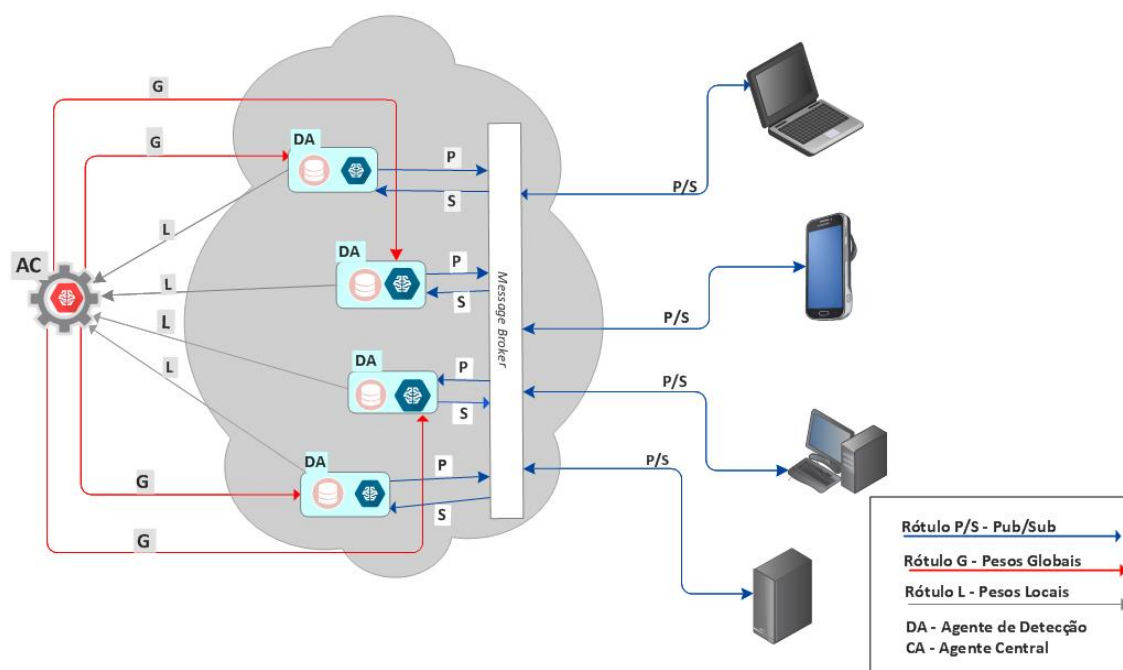 G
G
DA
P
P/S
S
L
AC
DA
L
P
S
Message Broker
P/S
L
DA
P
S
P/S
L
DA
P
P/S
G
S
G
Rótulo P/S - Pub/Sub
Rótulo G - Pesos Globais
Rótulo L - Pesos Locais
DA - Agente de Detecção
CA - Agente Central